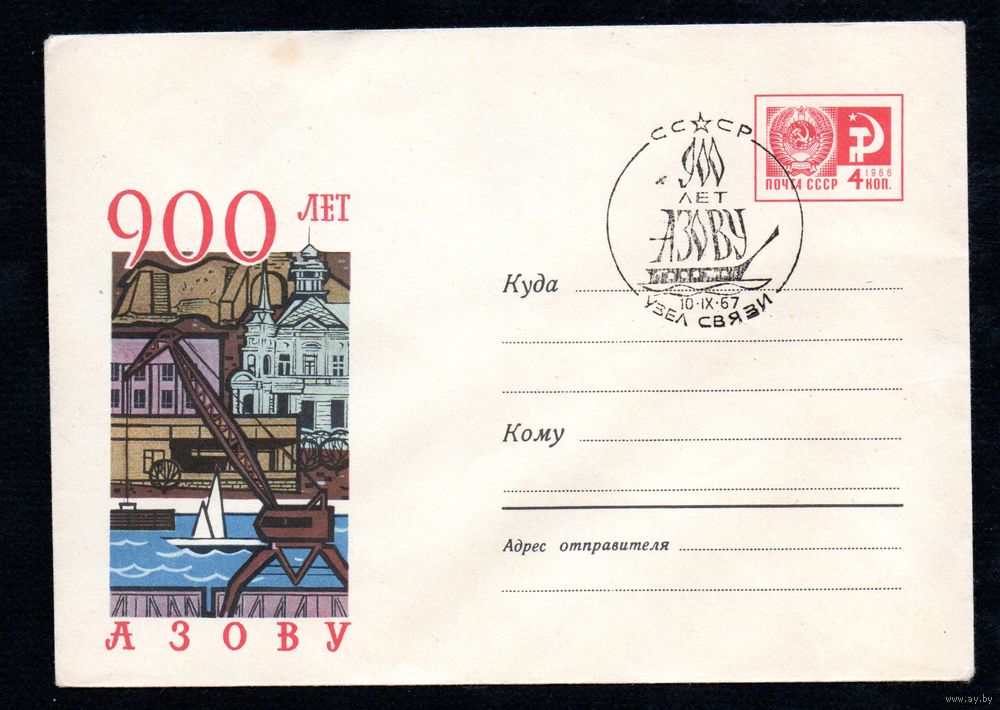 900 ЛЕТ
АЗОВУ
СССР
900
ЛЕТ
АЗОВУ
10·IX·67
УЗЕЛ СВЯЗИ
1966
ПОЧТА СССР 4 КОП.
Куда
Кому
Адрес отправителя
www.ay.by